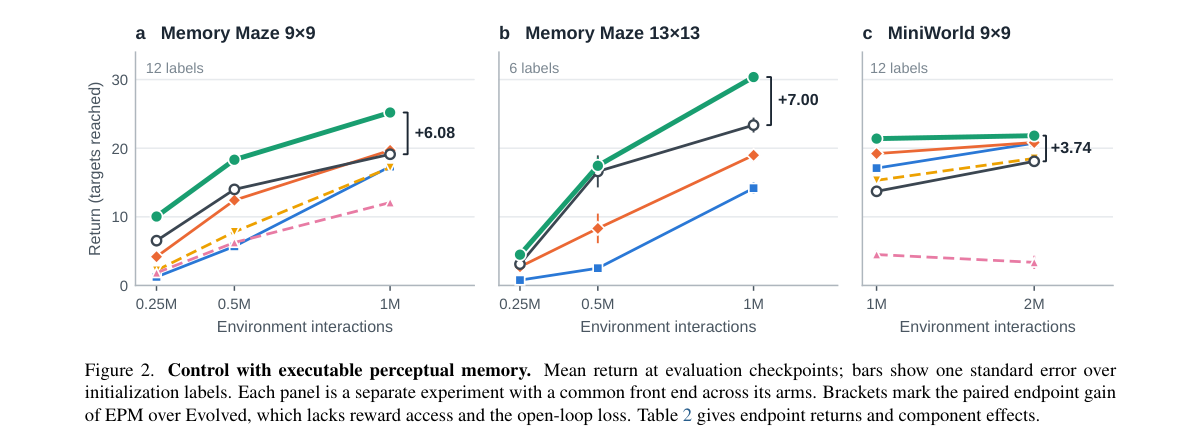 a Memory Maze 9×9
12 labels
Return (targets reached)
30
20
10
0
+6.08
0.25M 0.5M 1M
Environment interactions
b Memory Maze 13×13
6 labels
+7.00
0.25M 0.5M 1M
Environment interactions
c MiniWorld 9×9
12 labels
+3.74
1M 2M
Environment interactions
Figure 2. Control with executable perceptual memory. Mean return at evaluation checkpoints; bars show one standard error over
initialization labels. Each panel is a separate experiment with a common front end across its arms. Brackets mark the paired endpoint gain
of EPM over Evolved, which lacks reward access and the open-loop loss. Table 2 gives endpoint returns and component effects.